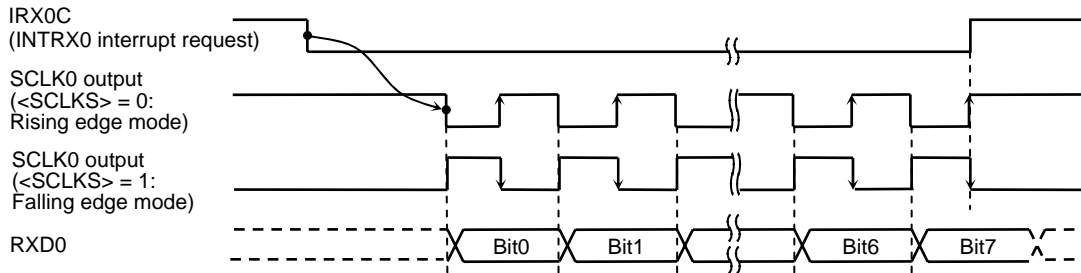 IRX0C
(INTRX0 interrupt request)
SCLK0 output
(<SCLKS> = 0:
Rising edge mode)
SCLK0 output
(<SCLKS> = 1:
Falling edge mode)
RXD0
Bit0
Bit1
Bit6
Bit7